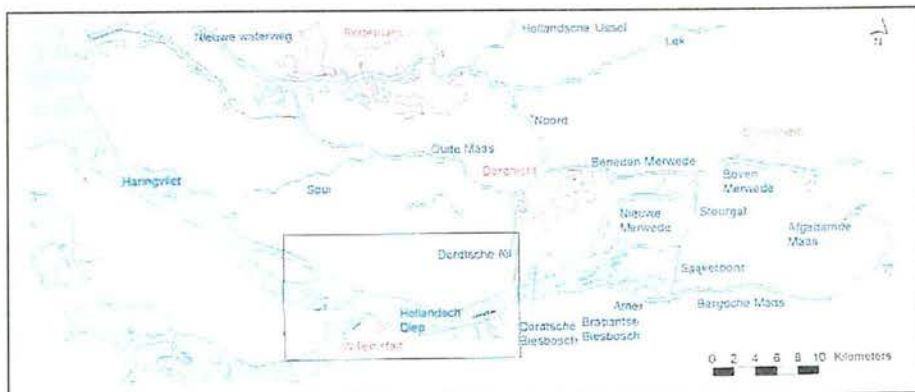 Nieuwe waterweg
Rotterdam
Hollandsche IJssel
Lek
N
Noord
Oude Maas
Dordrecht
Beneden Merwede
Boven
Merwede
Haringvliet
Spui
Nieuwe
Merwede
Steurgat
Afgedamde
Maas
Dordtsche Kil
Spijkerboor
Hollandsch
Diep
Amer
Bergsche Maas
Willemstad
Dordtsche
Biesbosch
Brabantse
Biesbosch
0 2 4 6 8 10 Kilometers